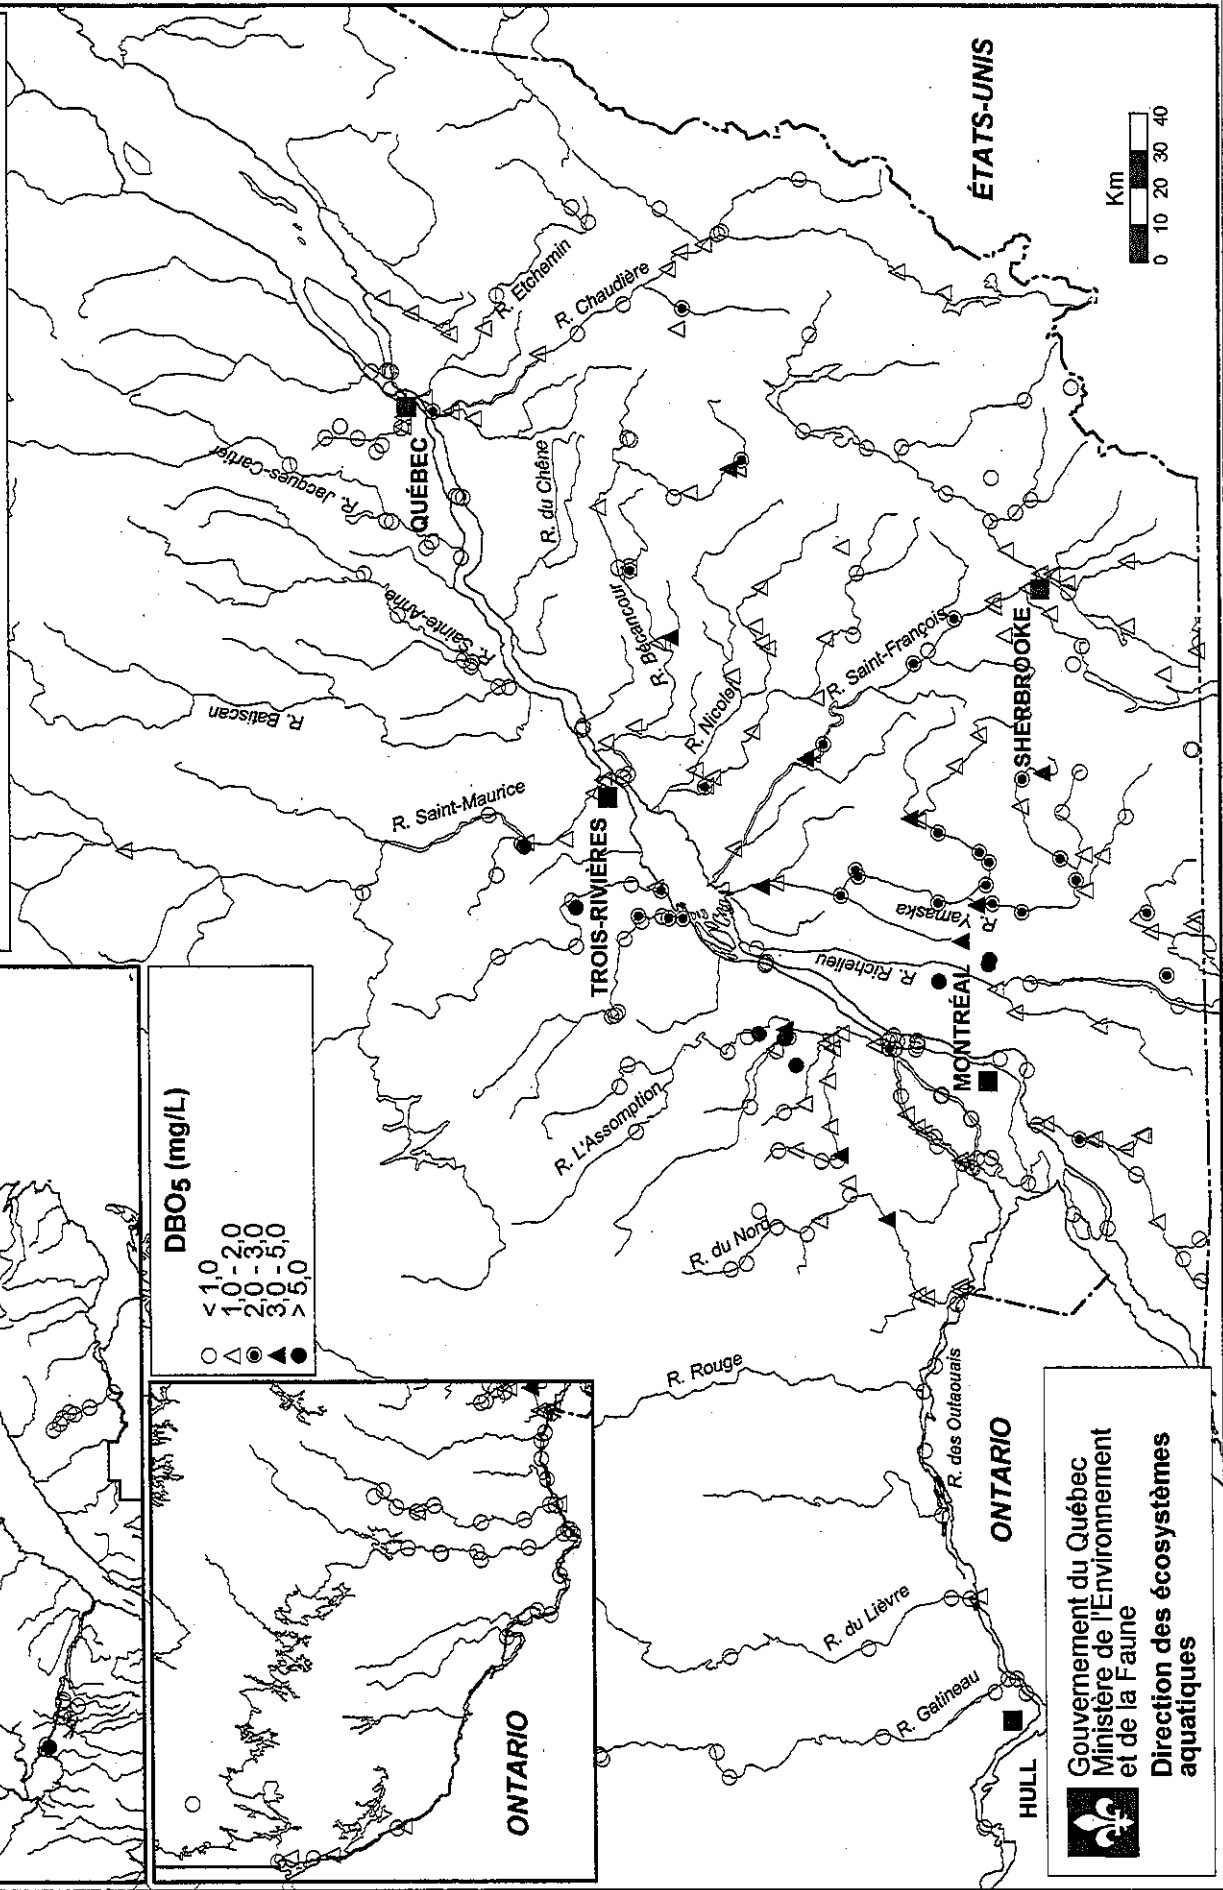 DBO5 (mg/L)
< 1,0
1,0 - 2,0
2,0 - 3,0
3,0 - 5,0
> 5,0
ONTARIO
R. Jacques-Cartier
QUÉBEC
R. Etchemin
R. Chaudière
R. du Chêne
R. Sainte-Anne
R. Batiscan
R. Bécancour
R. Nicolet
R. Saint-François
R. Saint-Maurice
TROIS-RIVIÈRES
SHERBROOKE
R. Yamaska
R. Richelieu
MONTRÉAL
R. L'Assomption
R. du Nord
R. Rouge
R. des Outaouais
ONTARIO
R. du Lièvre
R. Gatineau
HULL
ÉTATS-UNIS
Km
0 10 20 30 40
Gouvernement du Québec
Ministère de l'Environnement
et de la Faune
Direction des écosystèmes
aquatiques